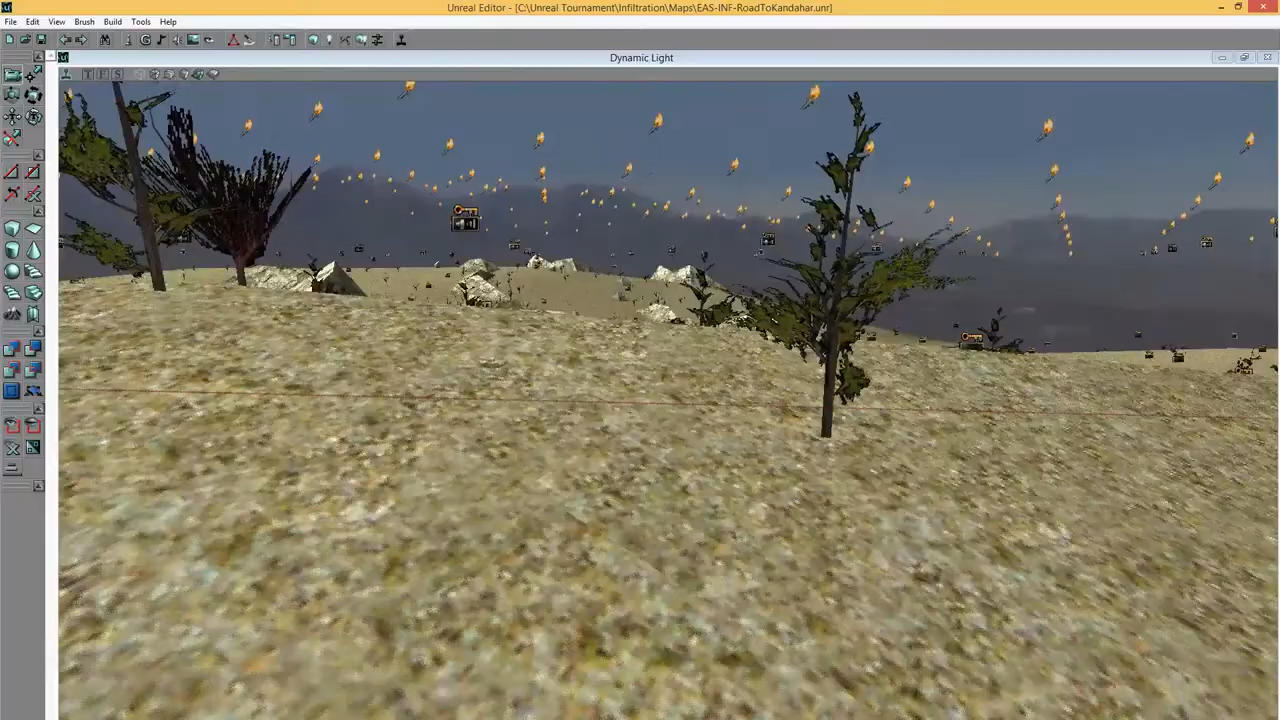 Unreal Editor - [C:\Unreal Tournament\Infiltration\Maps\EAS-INF-RoadToKandahar.unr]
File Edit View Brush Build Tools Help
Dynamic Light